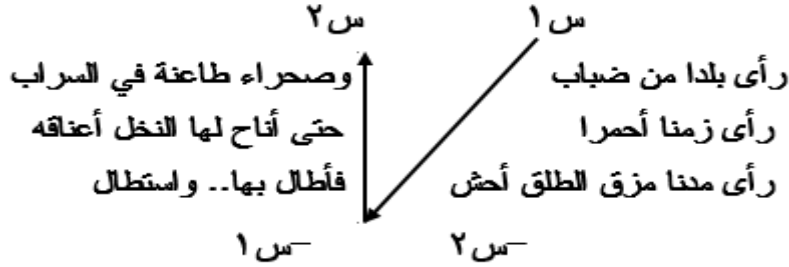 س١ س٢
رأى بلدا من ضباب وصحراء طاعنة في السراب
رأى زمنا أحمرا حتى أناح لها النخل أعناقه
رأى مدنا مزق الطلق أحش فأطال بها.. واستطال
–س٢ –س١